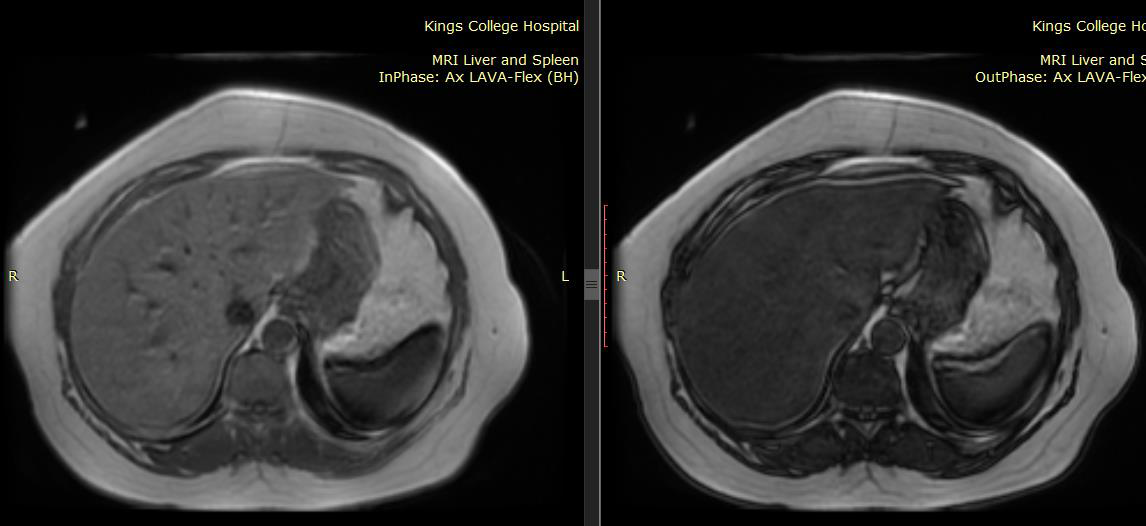 Kings College Hospital
MRI Liver and Spleen
InPhase: Ax LAVA-Flex (BH)
R
L
Kings College Ho
MRI Liver and S
OutPhase: Ax LAVA-Flex
R